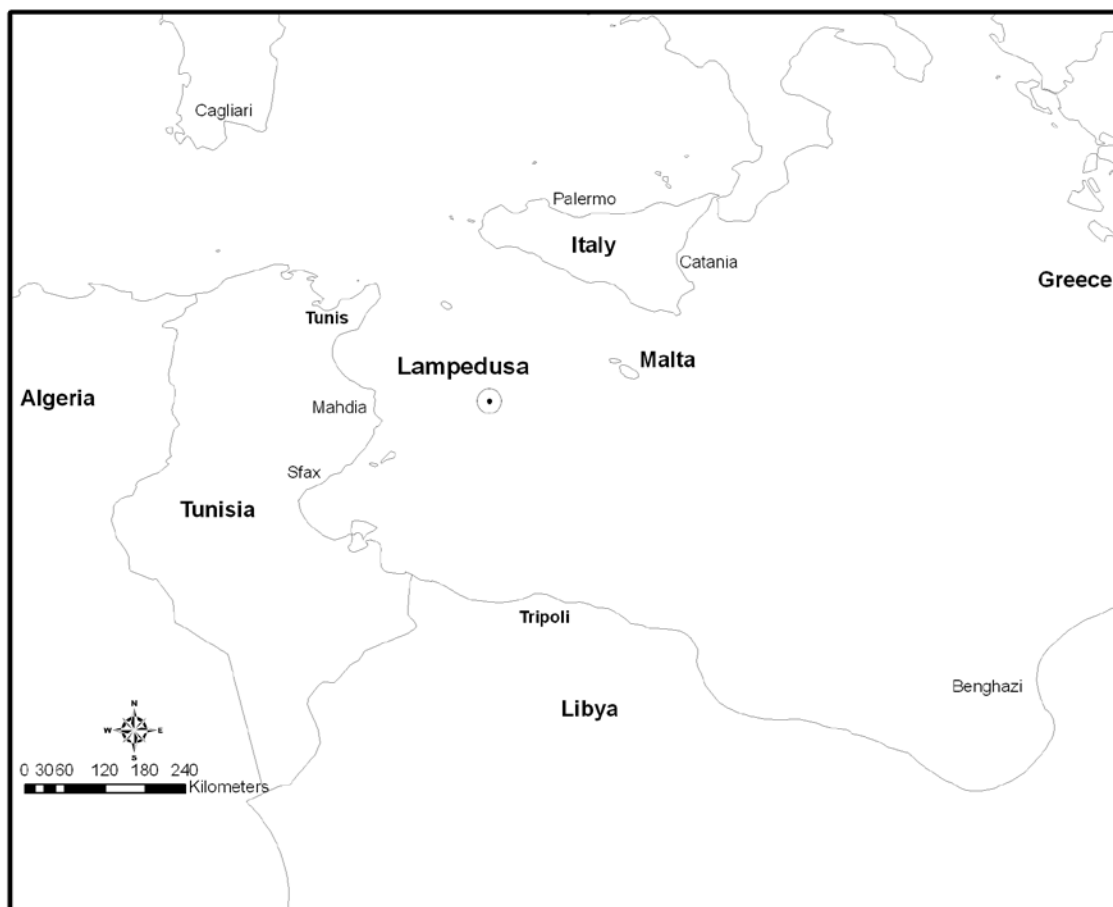 Cagliari
Palermo
Italy
Catania
Greece
Tunis
Lampedusa
Malta
Algeria
Mahdia
Sfax
Tunisia
Tripoli
Benghazi
Libya
N
W E
S
0 30 60 120 180 240
Kilometers